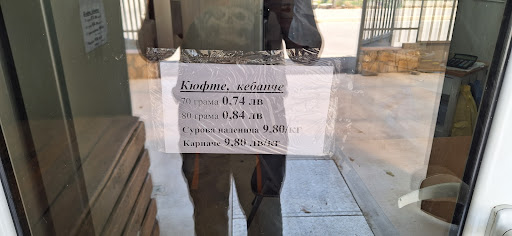 Кюфте, кебапче
70 грама 0.74 лв
80 грама 0.84 лв
Сурова наденица 9.80/кг
Карначе 9.80 лв/кг